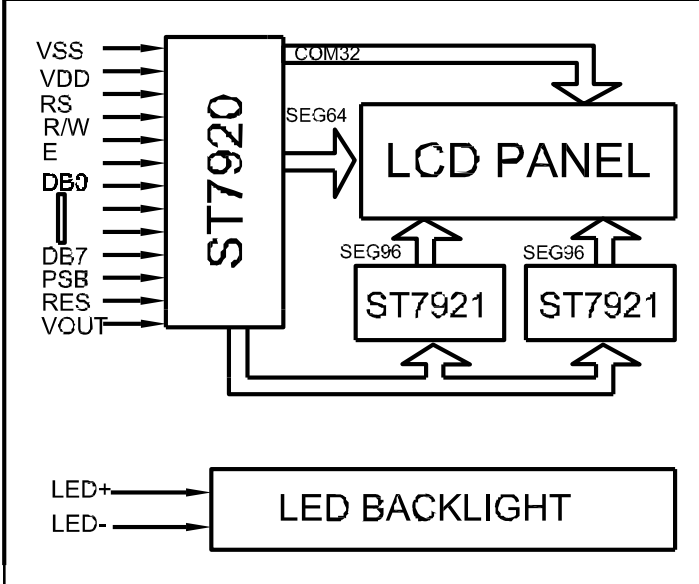 VSS
VDD
RS
R/W
E
DB0
DB7
PSB
RES
VOUT
ST7920
COM32
SEG64
LCD PANEL
SEG96
SEG96
ST7921
ST7921
LED+
LED-
LED BACKLIGHT